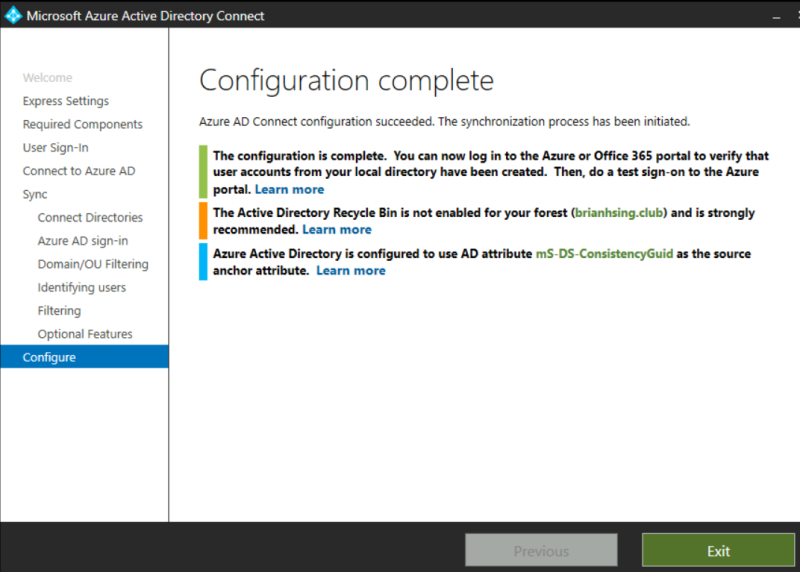 Microsoft Azure Active Directory Connect
Welcome
Express Settings
Required Components
User Sign-In
Connect to Azure AD
Sync
Connect Directories
Azure AD sign-in
Domain/OU Filtering
Identifying users
Filtering
Optional Features
Configure
Configuration complete
Azure AD Connect configuration succeeded. The synchronization process has been initiated.
The configuration is complete. You can now log in to the Azure or Office 365 portal to verify that
user accounts from your local directory have been created. Then, do a test sign-on to the Azure
portal. Learn more
The Active Directory Recycle Bin is not enabled for your forest (brianhsing.club) and is strongly
recommended. Learn more
Azure Active Directory is configured to use AD attribute mS-DS-ConsistencyGuid as the source
anchor attribute. Learn more
Previous
Exit